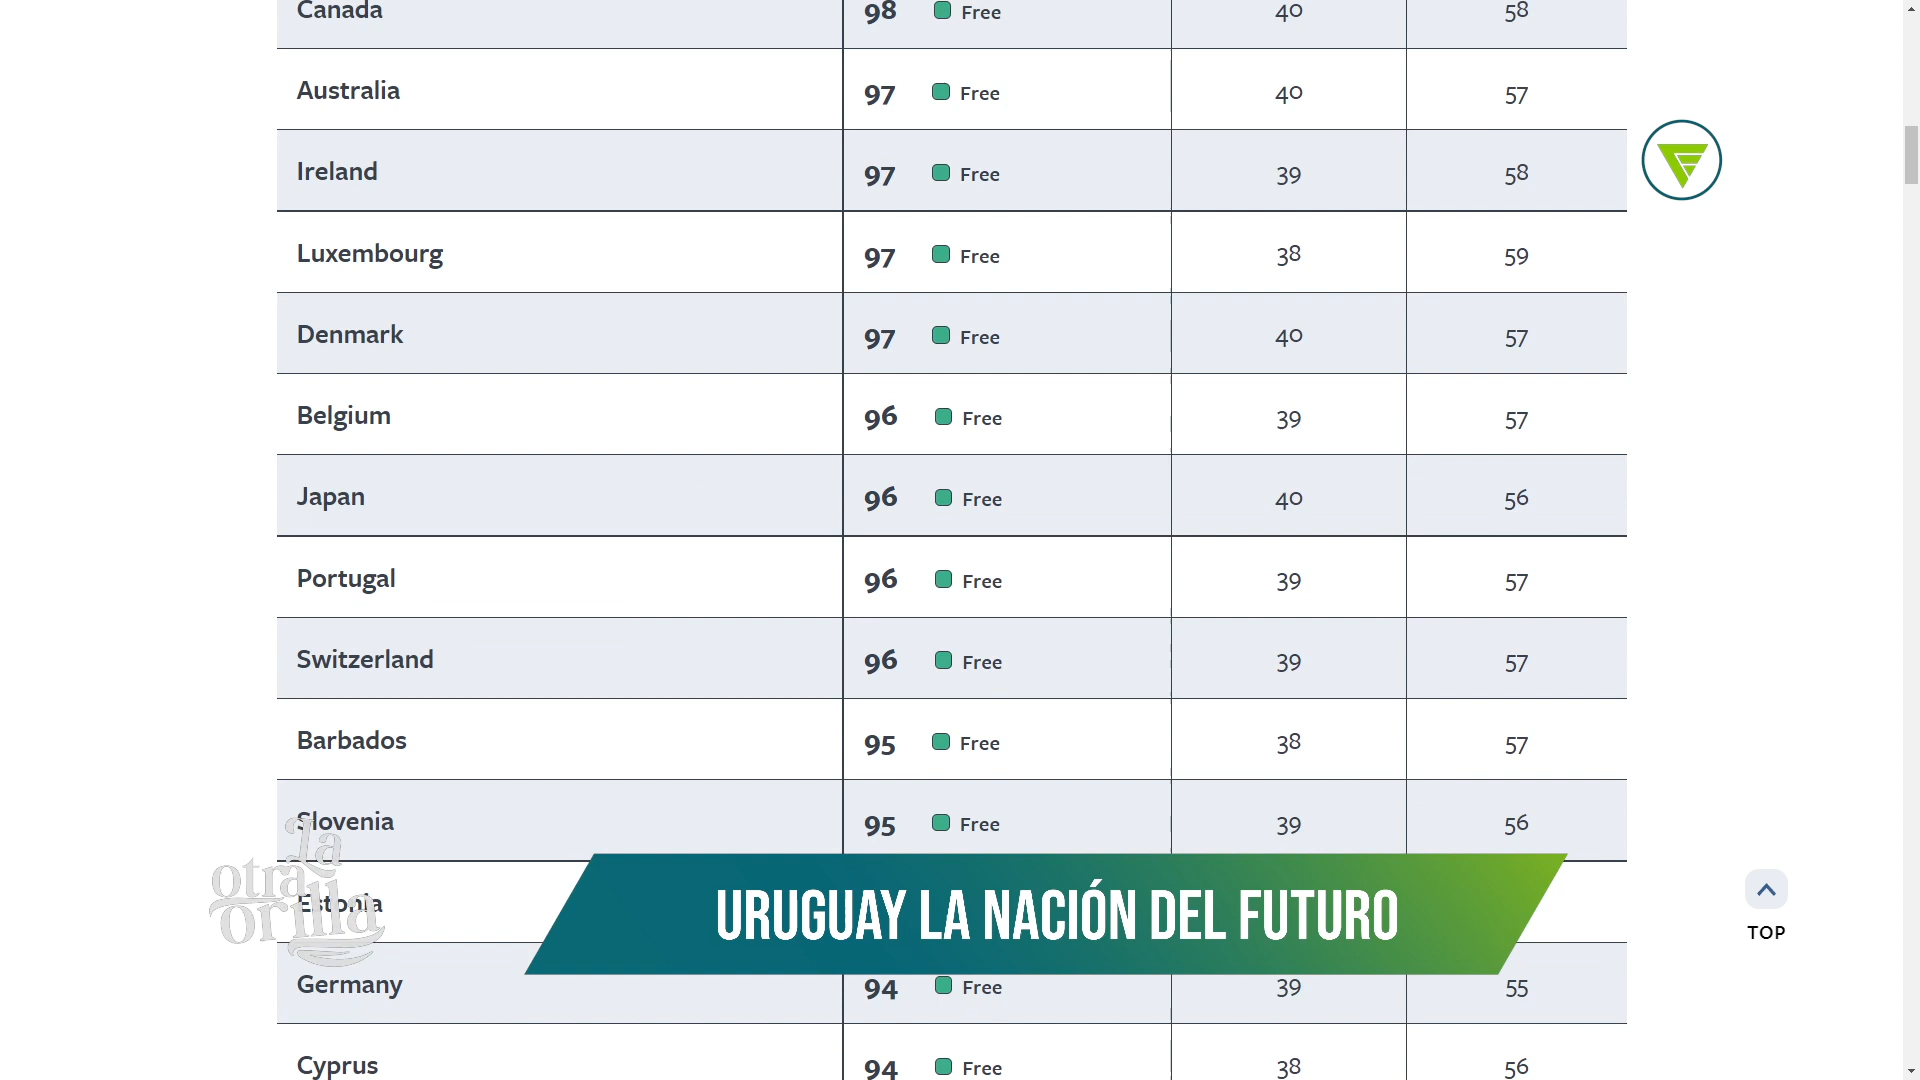 Canada 98 Free 40 58
Australia 97 Free 40 57
Ireland 97 Free 39 58
Luxembourg 97 Free 38 59
Denmark 97 Free 40 57
Belgium 96 Free 39 57
Japan 96 Free 40 56
Portugal 96 Free 39 57
Switzerland 96 Free 39 57
Barbados 95 Free 38 57
Slovenia 95 Free 39 56
Estonia
La otra orilla
URUGUAY LA NACIÓN DEL FUTURO
TOP
Germany 94 Free 39 55
Cyprus 94 Free 38 56